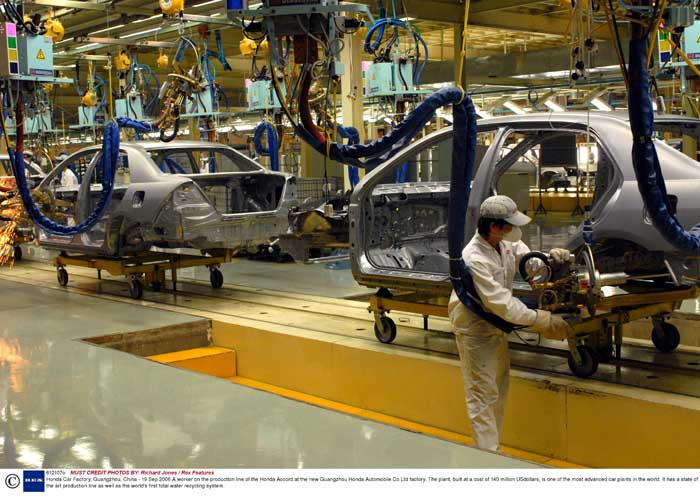 612107c MUST CREDIT PHOTOS BY: Richard Jones / Rex Features
Honda Car Factory, Guangzhou, China - 19 Sep 2006 A worker on the production line of the Honda Accord at the new Guangzhou Honda Automobile Co Ltd factory. The plant, built at a cost of 140 million USdollars, is one of the most advanced car plants in the world. It has a state of
the art production line as well as the world's first total water recycling system.
©